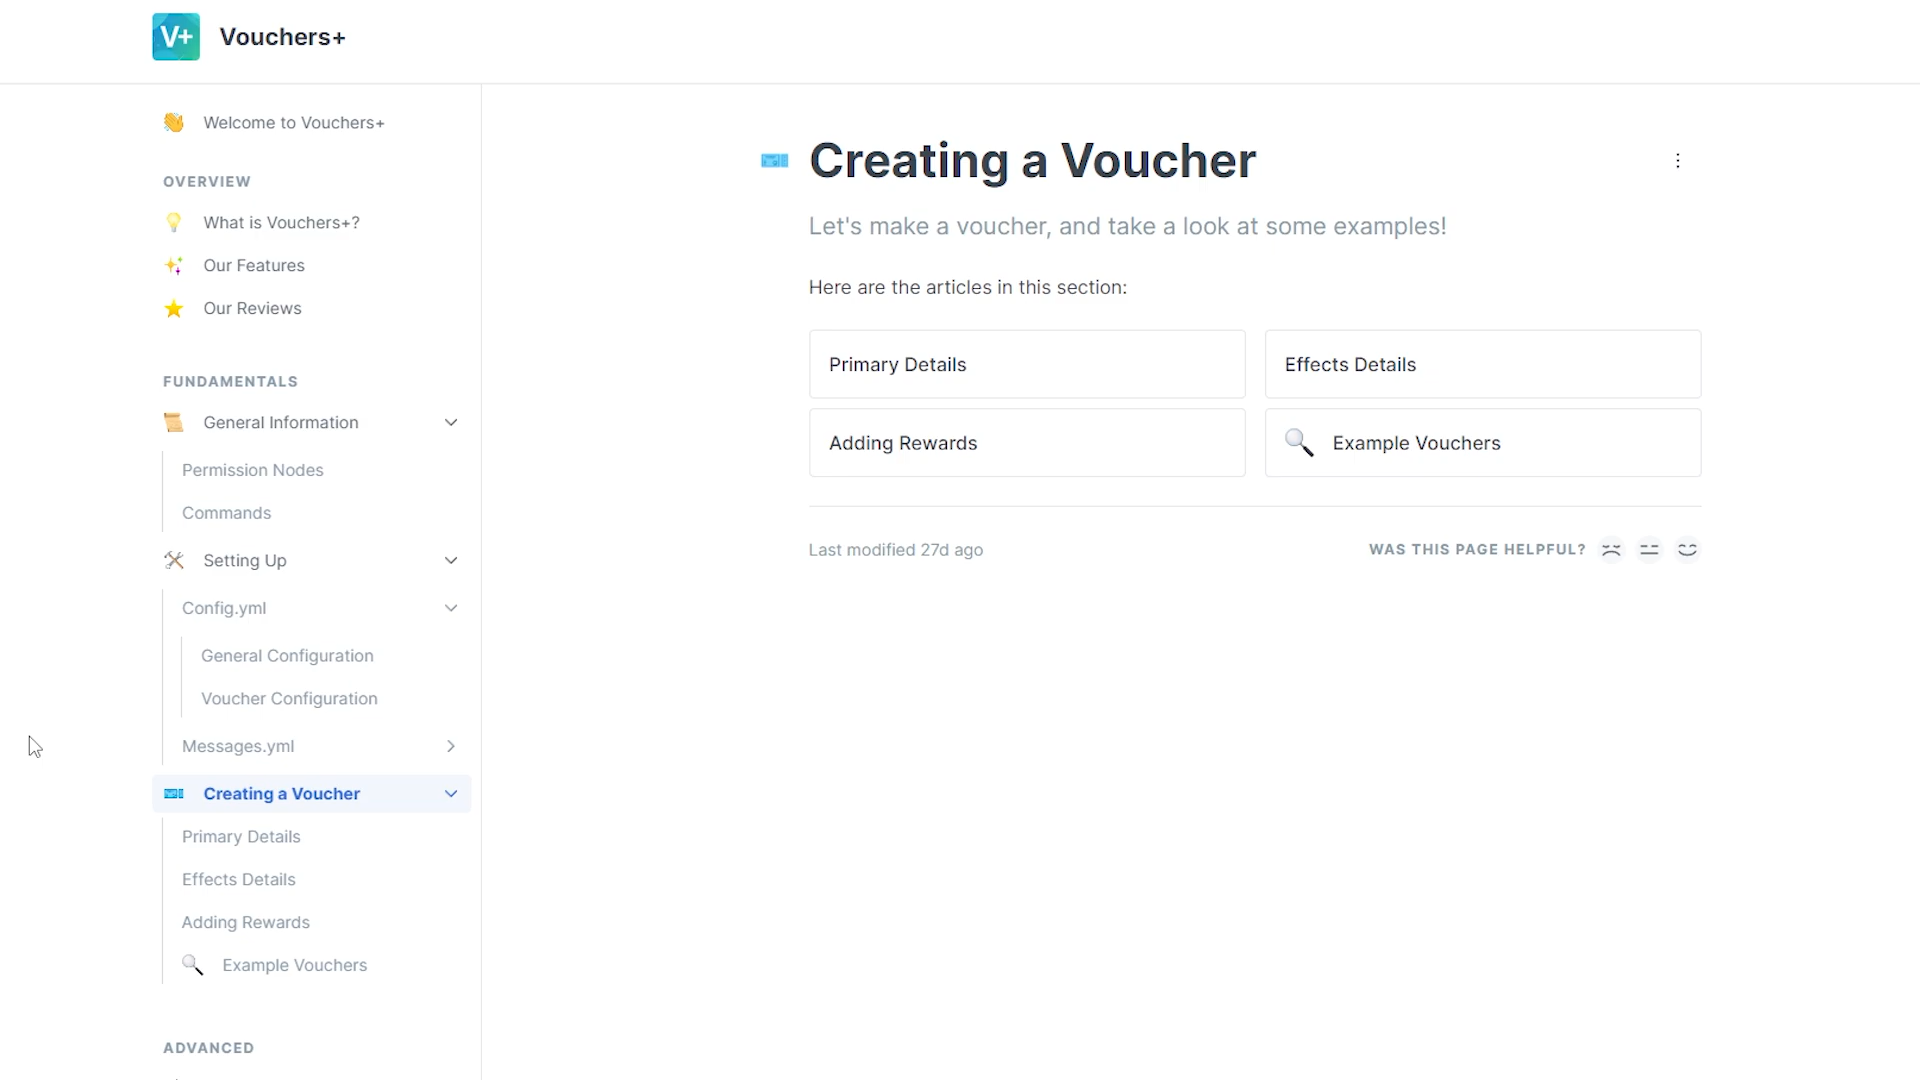 V+ Vouchers+
Welcome to Vouchers+
OVERVIEW
What is Vouchers+?
Our Features
Our Reviews
FUNDAMENTALS
General Information
Permission Nodes
Commands
Setting Up
Config.yml
General Configuration
Voucher Configuration
Messages.yml
Creating a Voucher
Primary Details
Effects Details
Adding Rewards
Example Vouchers
ADVANCED
Creating a Voucher
Let's make a voucher, and take a look at some examples!
Here are the articles in this section:
Primary Details
Effects Details
Adding Rewards
Example Vouchers
Last modified 27d ago
WAS THIS PAGE HELPFUL?